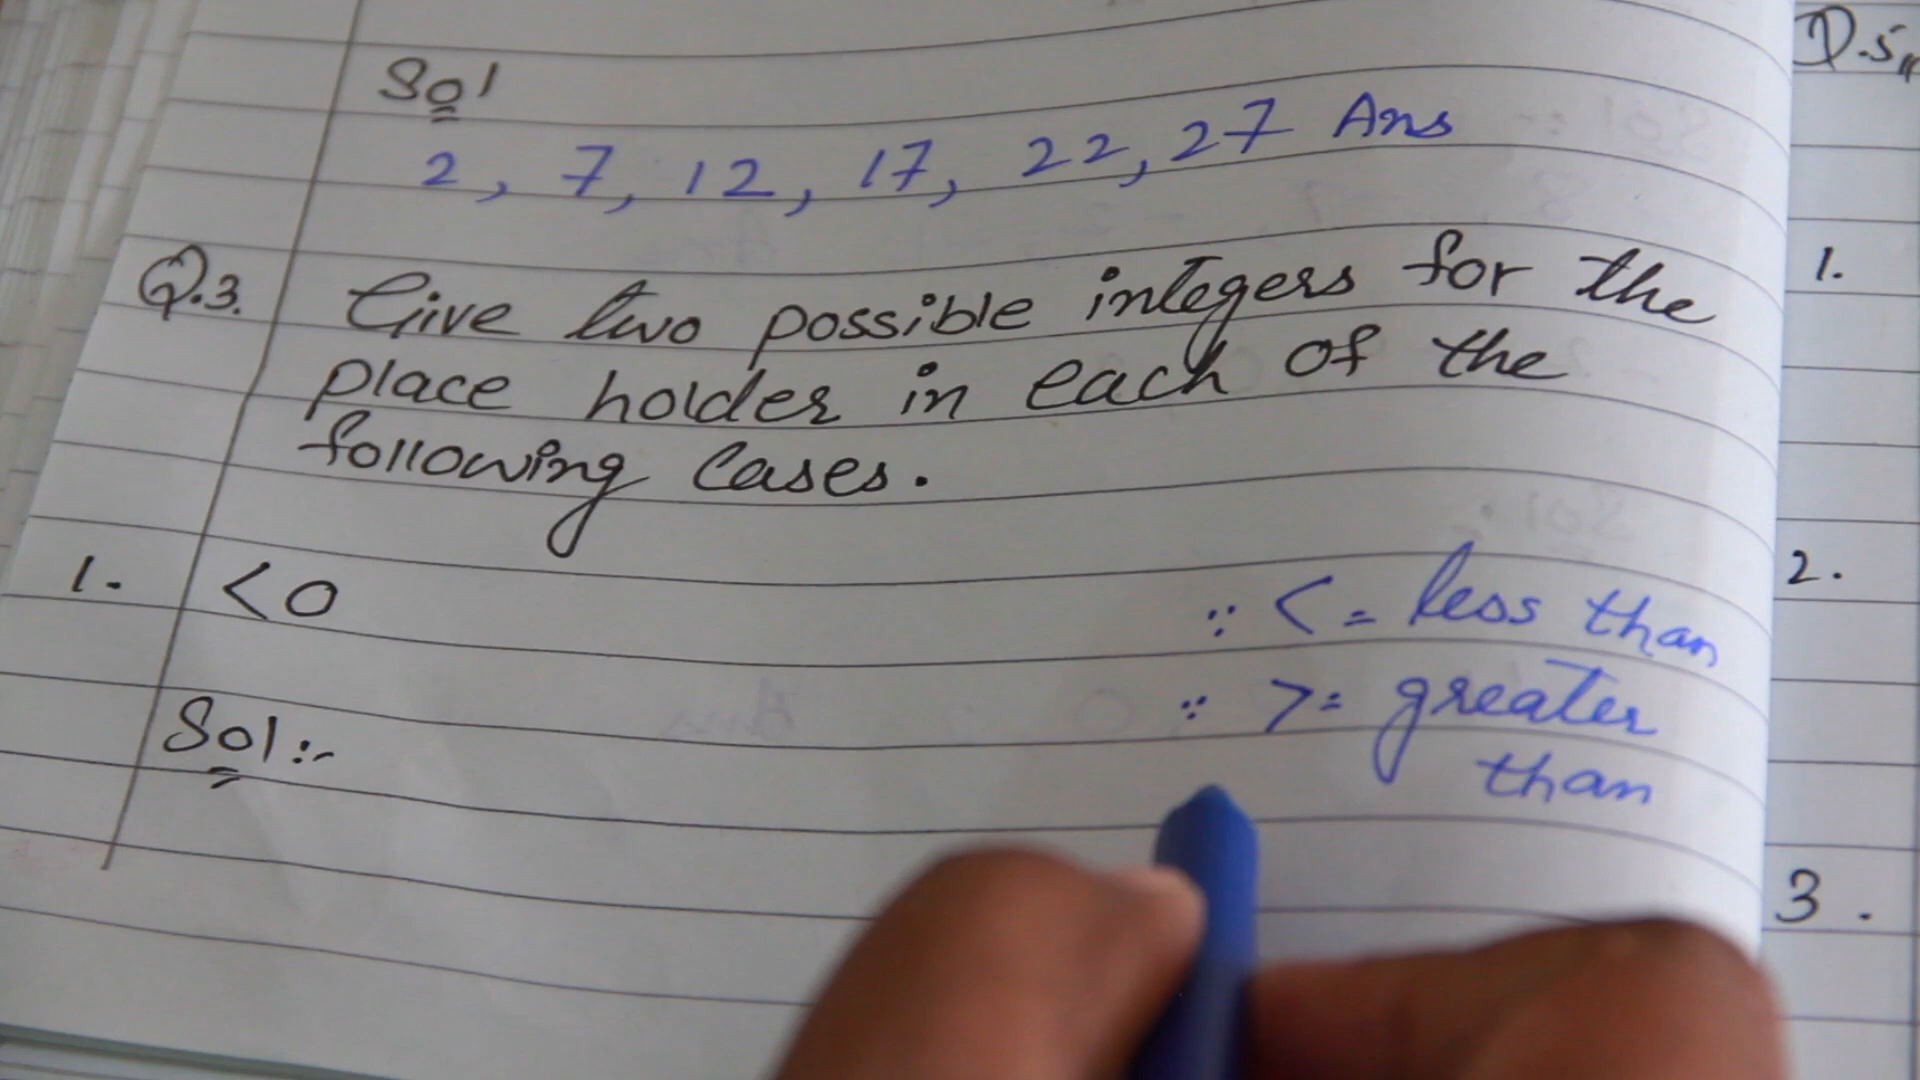 Sol
2, 7, 12, 17, 22, 27 Ans
Q.3. Give two possible integers for the
place holder in each of the
following Cases.
1. < 0
∵ < = less than
∵ > = greater
than
Sol:-
Q.5
1.
2.
3.